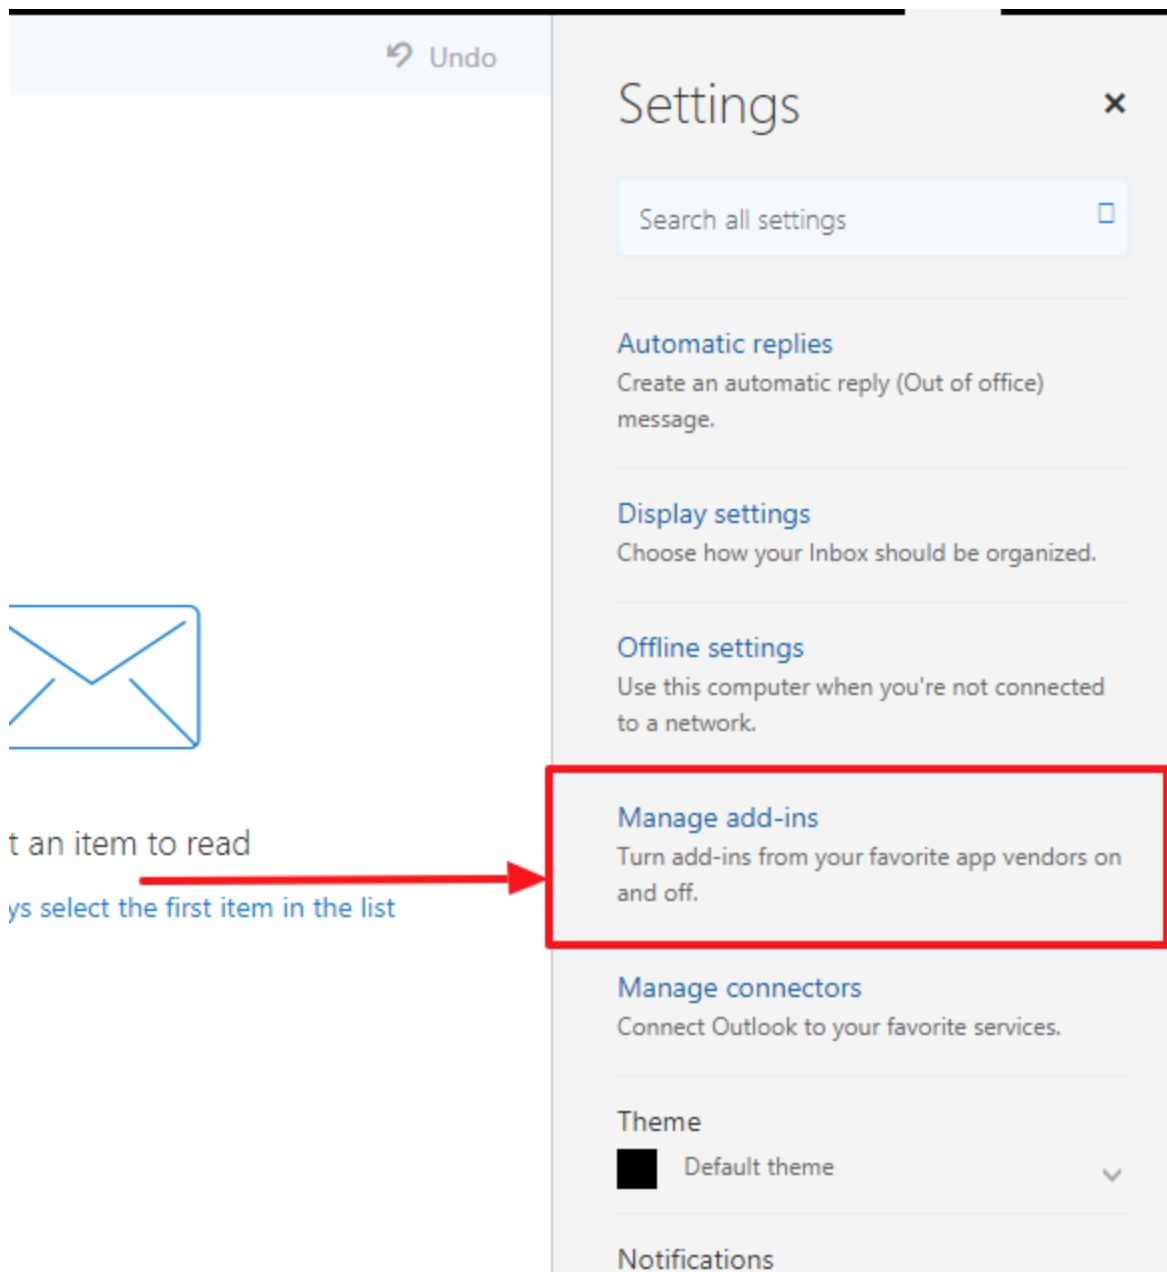 Undo
Settings
Search all settings
Automatic replies
Create an automatic reply (Out of office)
message.
Display settings
Choose how your Inbox should be organized.
Offline settings
Use this computer when you're not connected
to a network.
t an item to read
ys select the first item in the list
Manage add-ins
Turn add-ins from your favorite app vendors on
and off.
Manage connectors
Connect Outlook to your favorite services.
Theme
Default theme
Notifications